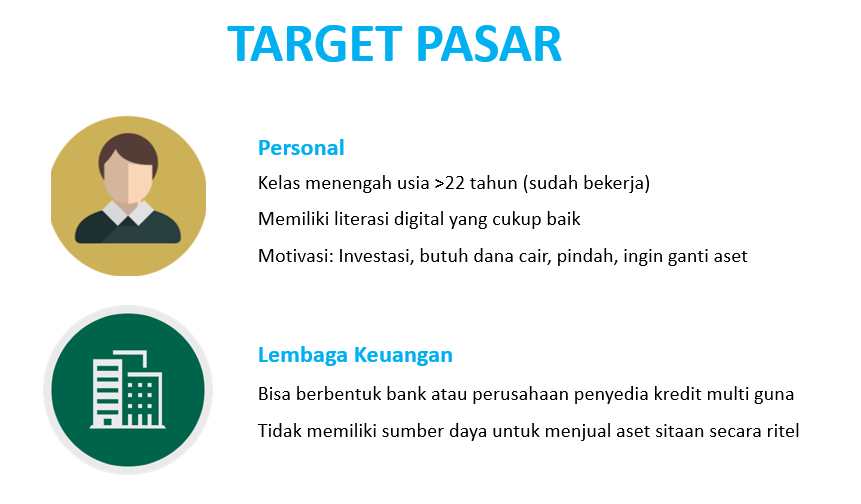 TARGET PASAR
Personal
Kelas menengah usia >22 tahun (sudah bekerja)
Memiliki literasi digital yang cukup baik
Motivasi: Investasi, butuh dana cair, pindah, ingin ganti aset
Lembaga Keuangan
Bisa berbentuk bank atau perusahaan penyedia kredit multi guna
Tidak memiliki sumber daya untuk menjual aset sitaan secara ritel